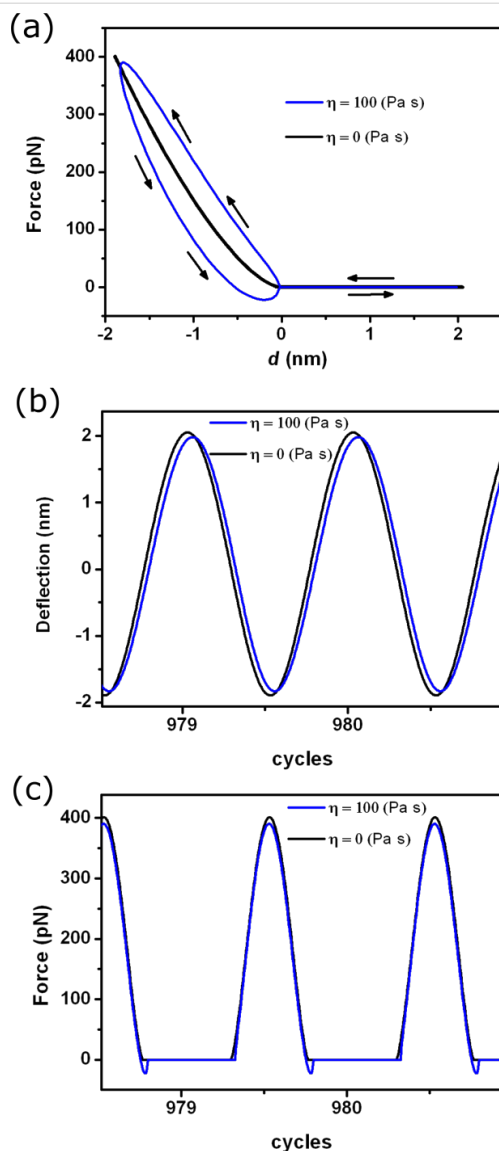 (a)
400
300
200
100
0
Force (pN)
η = 100 (Pa s)
η = 0 (Pa s)
-2
-1
0
1
2
d (nm)
(b)
2
1
0
-1
-2
Deflection (nm)
η = 100 (Pa s)
η = 0 (Pa s)
979
980
cycles
(c)
400
300
200
100
0
Force (pN)
η = 100 (Pa s)
η = 0 (Pa s)
979
980
cycles